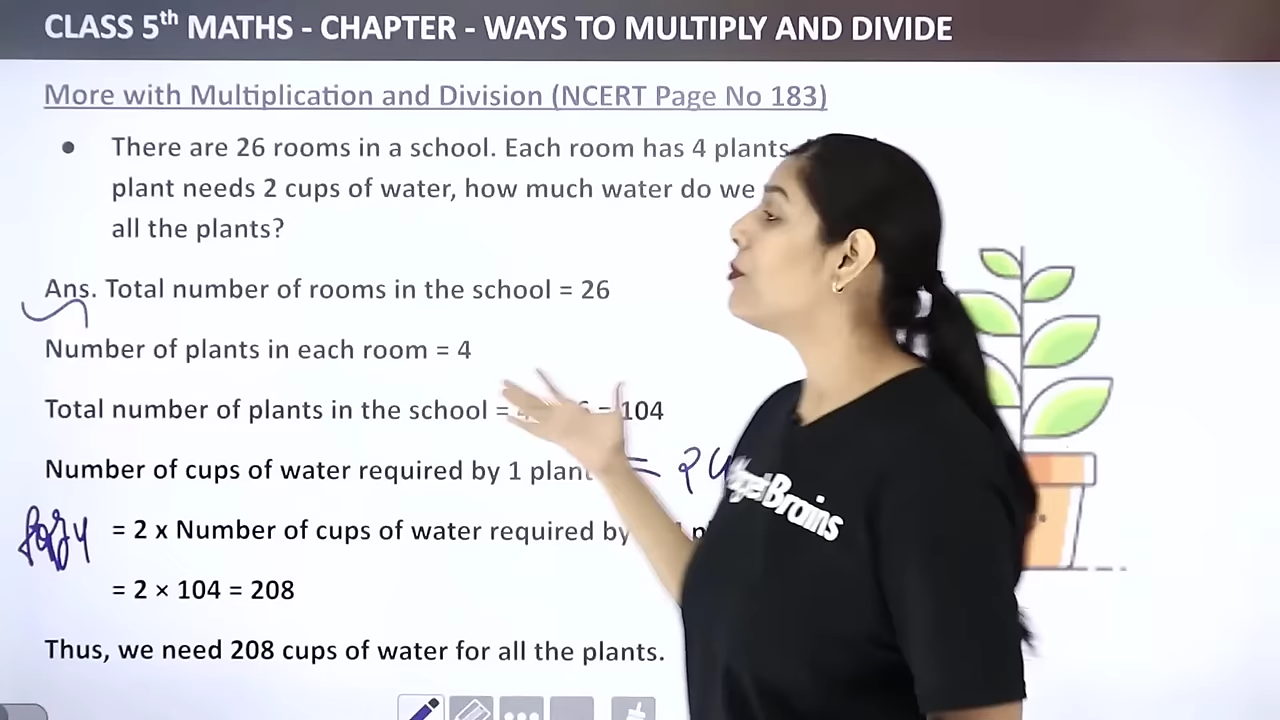 CLASS 5th MATHS - CHAPTER - WAYS TO MULTIPLY AND DIVIDE
More with Multiplication and Division (NCERT Page No 183)
● There are 26 rooms in a school. Each room has 4 plants.
plant needs 2 cups of water, how much water do we
all the plants?
Ans. Total number of rooms in the school = 26
Number of plants in each room = 4
Total number of plants in the school = 104
Number of cups of water required by 1 plant
= 2 x Number of cups of water required by
= 2 × 104 = 208
Thus, we need 208 cups of water for all the plants.
Brains